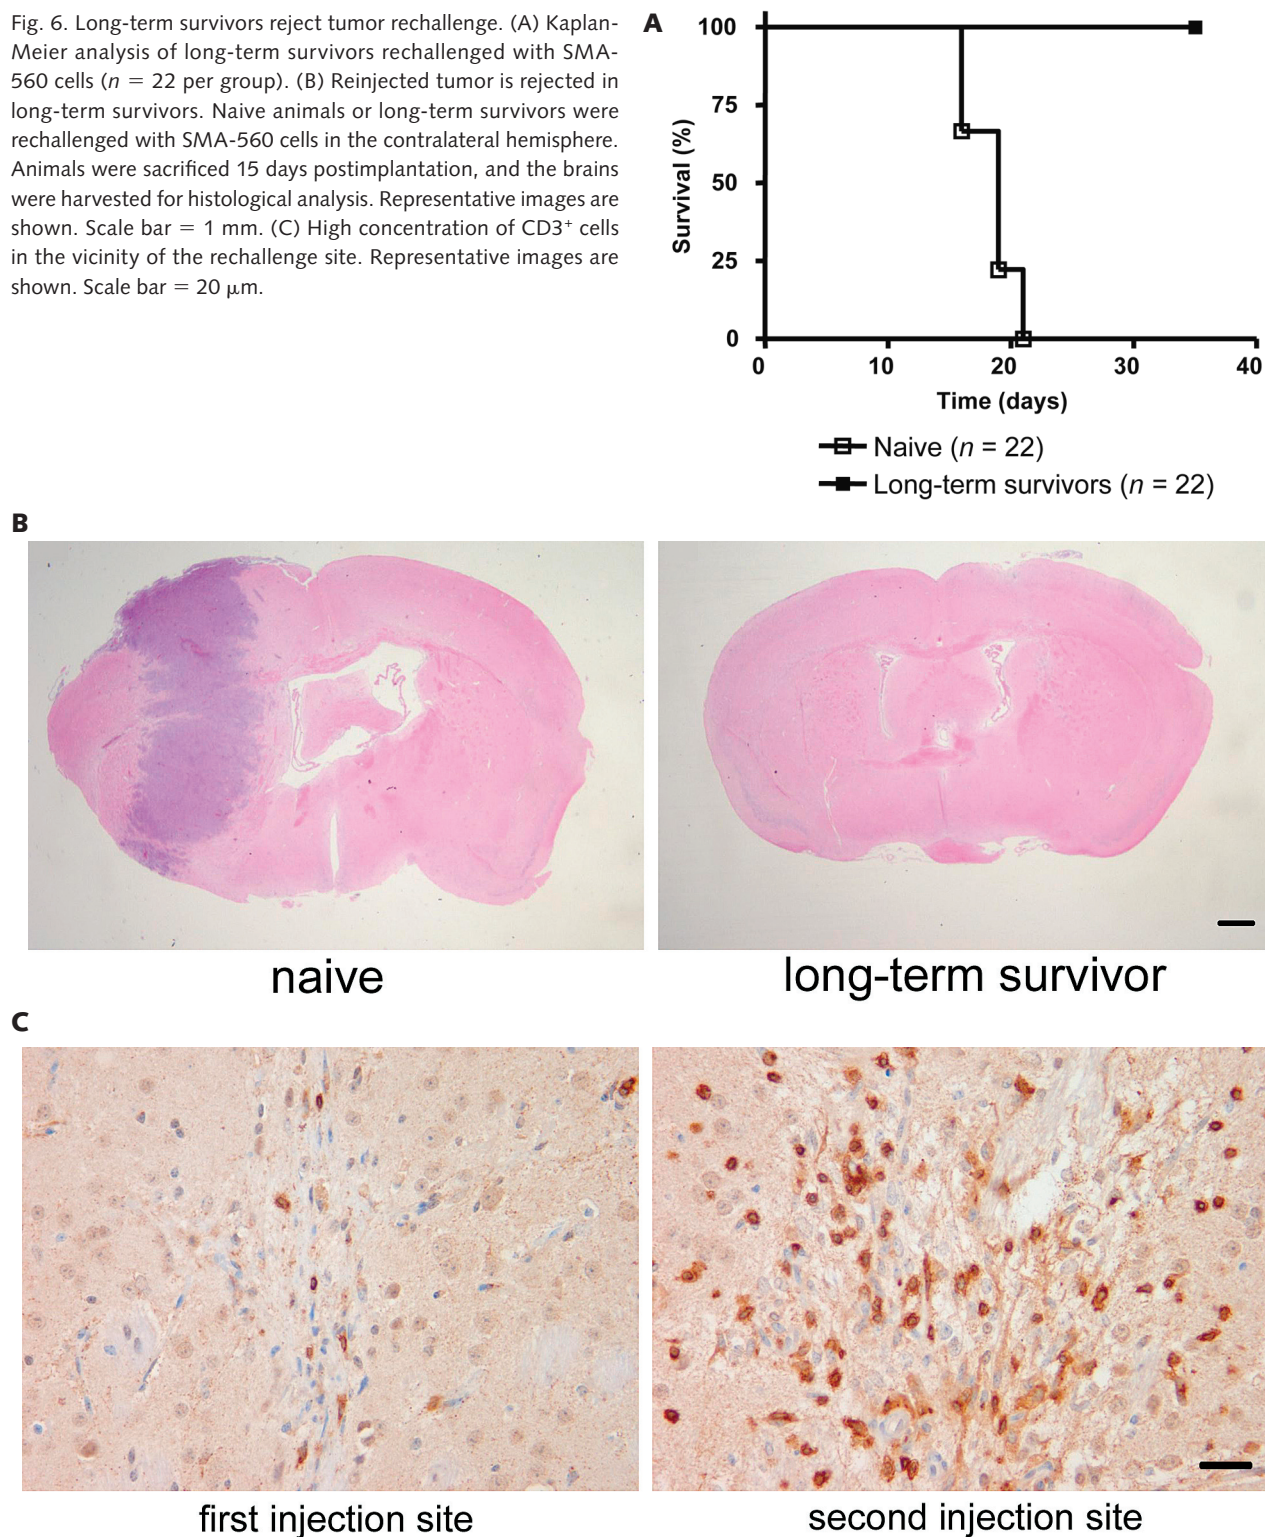 Fig. 6. Long-term survivors reject tumor rechallenge. (A) Kaplan-
Meier analysis of long-term survivors rechallenged with SMA-
560 cells (n = 22 per group). (B) Reinjected tumor is rejected in
long-term survivors. Naive animals or long-term survivors were
rechallenged with SMA-560 cells in the contralateral hemisphere.
Animals were sacrificed 15 days postimplantation, and the brains
were harvested for histological analysis. Representative images are
shown. Scale bar = 1 mm. (C) High concentration of CD3⁺ cells
in the vicinity of the rechallenge site. Representative images are
shown. Scale bar = 20 μm.
A
100
75
50
25
0
Survival (%)
0 10 20 30 40
Time (days)
Naive (n = 22)
Long-term survivors (n = 22)
B
naive
long-term survivor
C
first injection site
second injection site